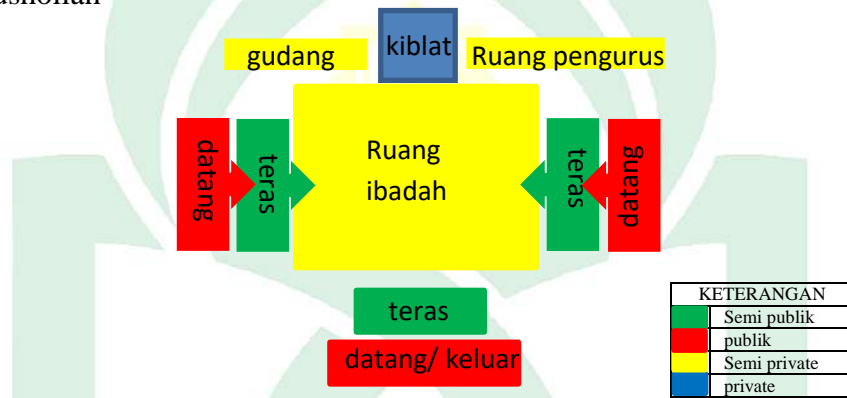 kiblat
gudang
Ruang pengurus
datang
teras
Ruang
ibadah
teras
datang
teras
datang/ keluar
KETERANGAN
Semi publik
publik
Semi private
private